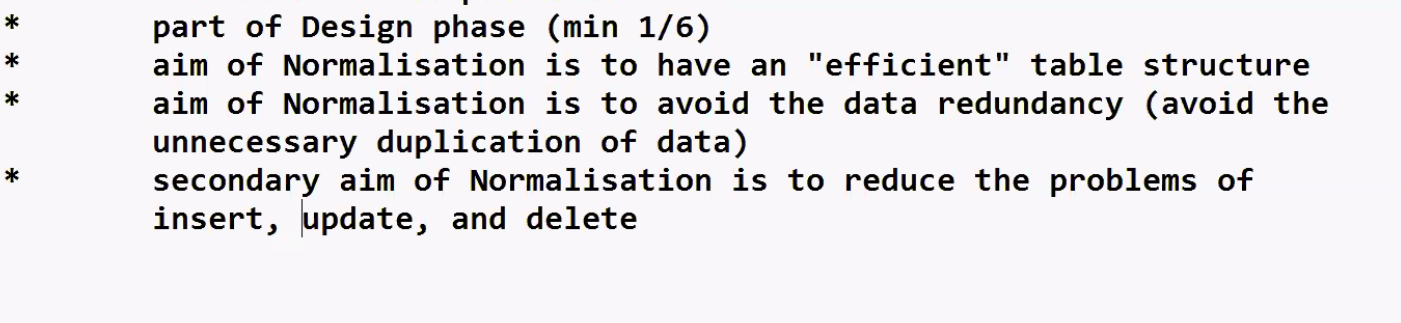 * part of Design phase (min 1/6)
* aim of Normalisation is to have an "efficient" table structure
* aim of Normalisation is to avoid the data redundancy (avoid the
unnecessary duplication of data)
* secondary aim of Normalisation is to reduce the problems of
insert, update, and delete